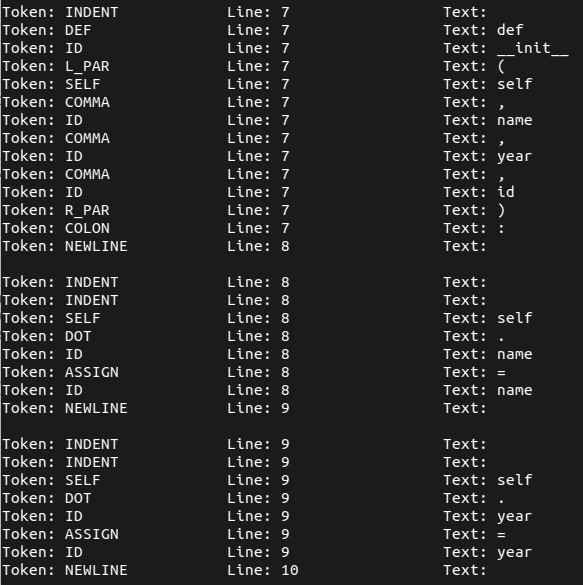 Token: INDENT Line: 7 Text:
Token: DEF Line: 7 Text: def
Token: ID Line: 7 Text: __init__
Token: L_PAR Line: 7 Text: (
Token: SELF Line: 7 Text: self
Token: COMMA Line: 7 Text: ,
Token: ID Line: 7 Text: name
Token: COMMA Line: 7 Text: ,
Token: ID Line: 7 Text: year
Token: COMMA Line: 7 Text: ,
Token: ID Line: 7 Text: id
Token: R_PAR Line: 7 Text: )
Token: COLON Line: 7 Text: :
Token: NEWLINE Line: 8 Text:
Token: INDENT Line: 8 Text:
Token: INDENT Line: 8 Text:
Token: SELF Line: 8 Text: self
Token: DOT Line: 8 Text: .
Token: ID Line: 8 Text: name
Token: ASSIGN Line: 8 Text: =
Token: ID Line: 8 Text: name
Token: NEWLINE Line: 9 Text:
Token: INDENT Line: 9 Text:
Token: INDENT Line: 9 Text:
Token: SELF Line: 9 Text: self
Token: DOT Line: 9 Text: .
Token: ID Line: 9 Text: year
Token: ASSIGN Line: 9 Text: =
Token: ID Line: 9 Text: year
Token: NEWLINE Line: 10 Text: